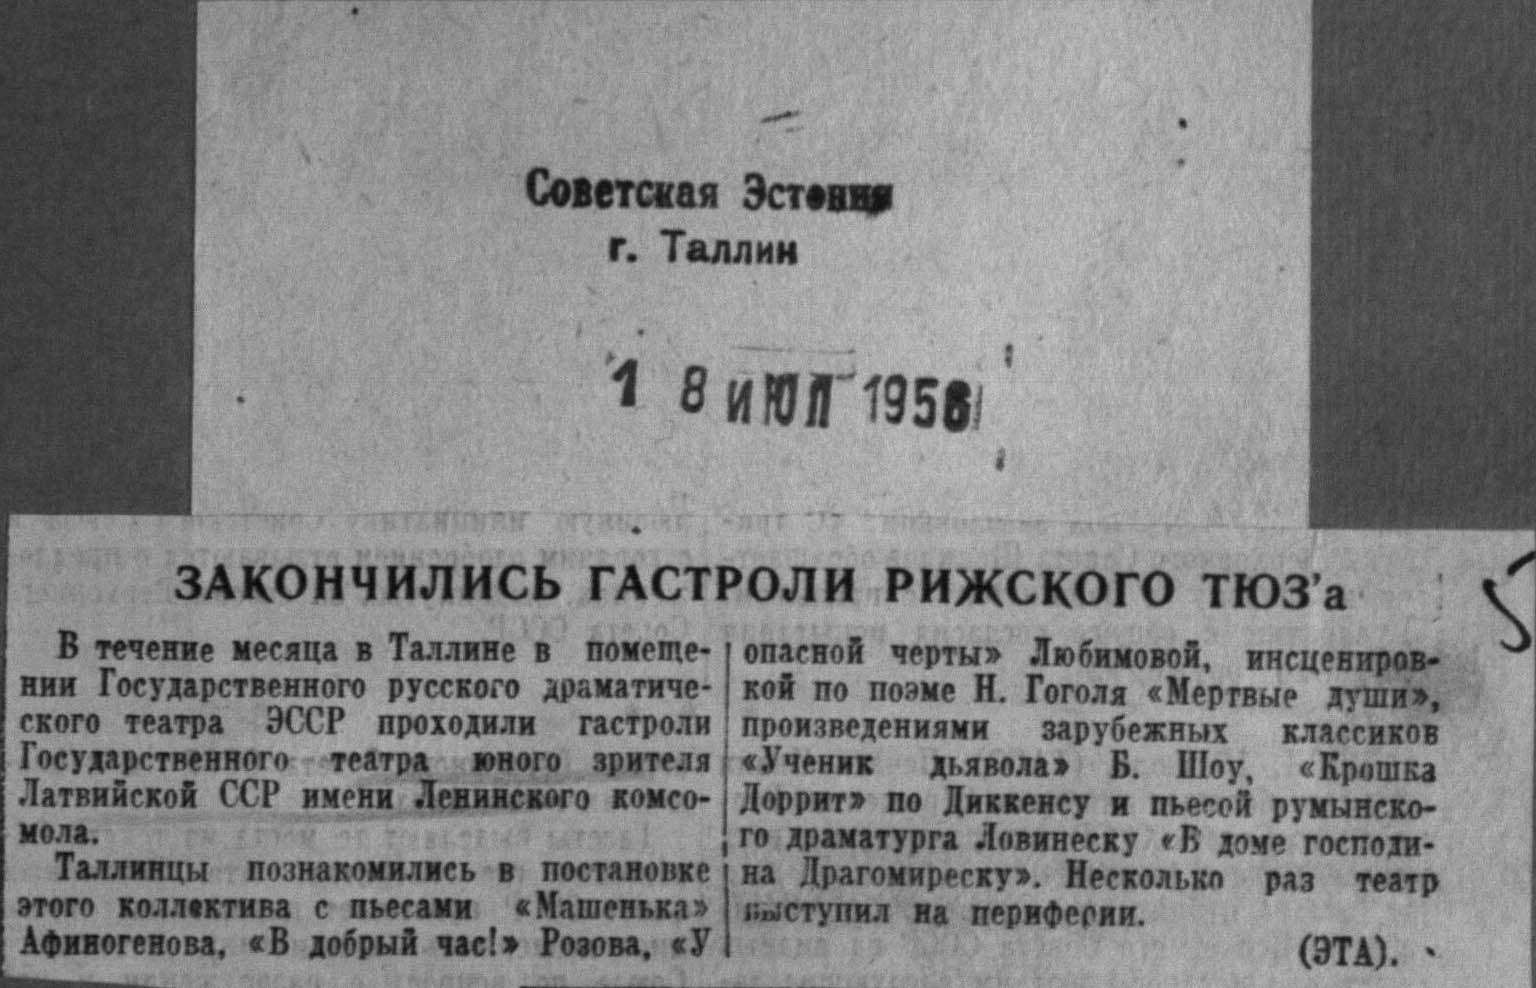 Советская Эстония
г. Таллин
18 ИЮЛ 1956
ЗАКОНЧИЛИСЬ ГАСТРОЛИ РИЖСКОГО ТЮЗ'а
5
В течение месяца в Таллине в помеще-
нии Государственного русского драматиче-
ского театра ЭССР проходили гастроли
Государственного театра юного зрителя
Латвийской ССР имени Ленинского комсо-
мола.
Таллинцы познакомились в постановке
этого коллектива с пьесами «Машенька»
Афиногенова, «В добрый час!» Розова, «У
опасной черты» Любимовой, инсцениров-
кой по поэме Н. Гоголя «Мертвые души»,
произведениями зарубежных классиков
«Ученик дьявола» Б. Шоу, «Крошка
Доррит» по Диккенсу и пьесой румынско-
го драматурга Ловинеску «В доме господи-
на Драгомиреску». Несколько раз театр
выступил на периферии.
(ЭТА).